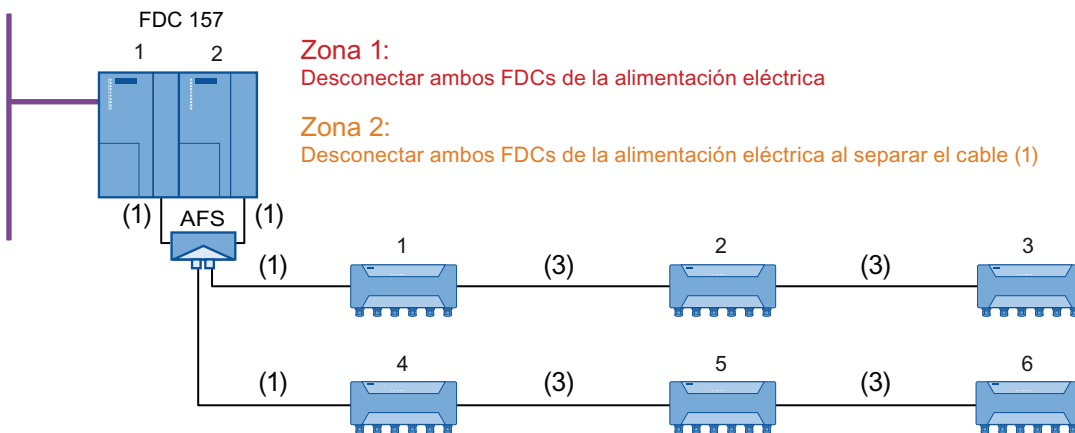 FDC 157
1 2
Zona 1:
Desconectar ambos FDCs de la alimentación eléctrica
Zona 2:
Desconectar ambos FDCs de la alimentación eléctrica al separar el cable (1)
(1) AFS (1)
(1) 1 (3) 2 (3) 3
(1) 4 (3) 5 (3) 6